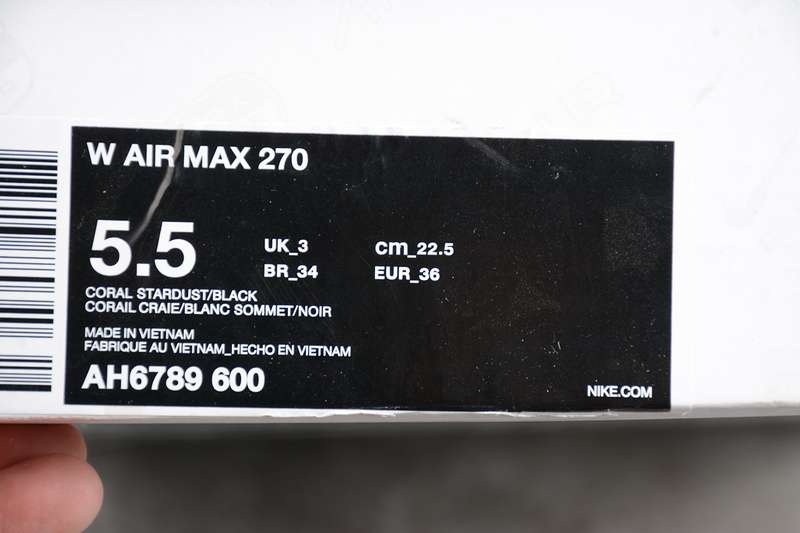 W AIR MAX 270
5.5
UK_3
cm_22.5
BR_34
EUR_36
CORAL STARDUST/BLACK
CORAIL CRAIE/BLANC SOMMET/NOIR
MADE IN VIETNAM
FABRIQUE AU VIETNAM_HECHO EN VIETNAM
AH6789 600
NIKE.COM